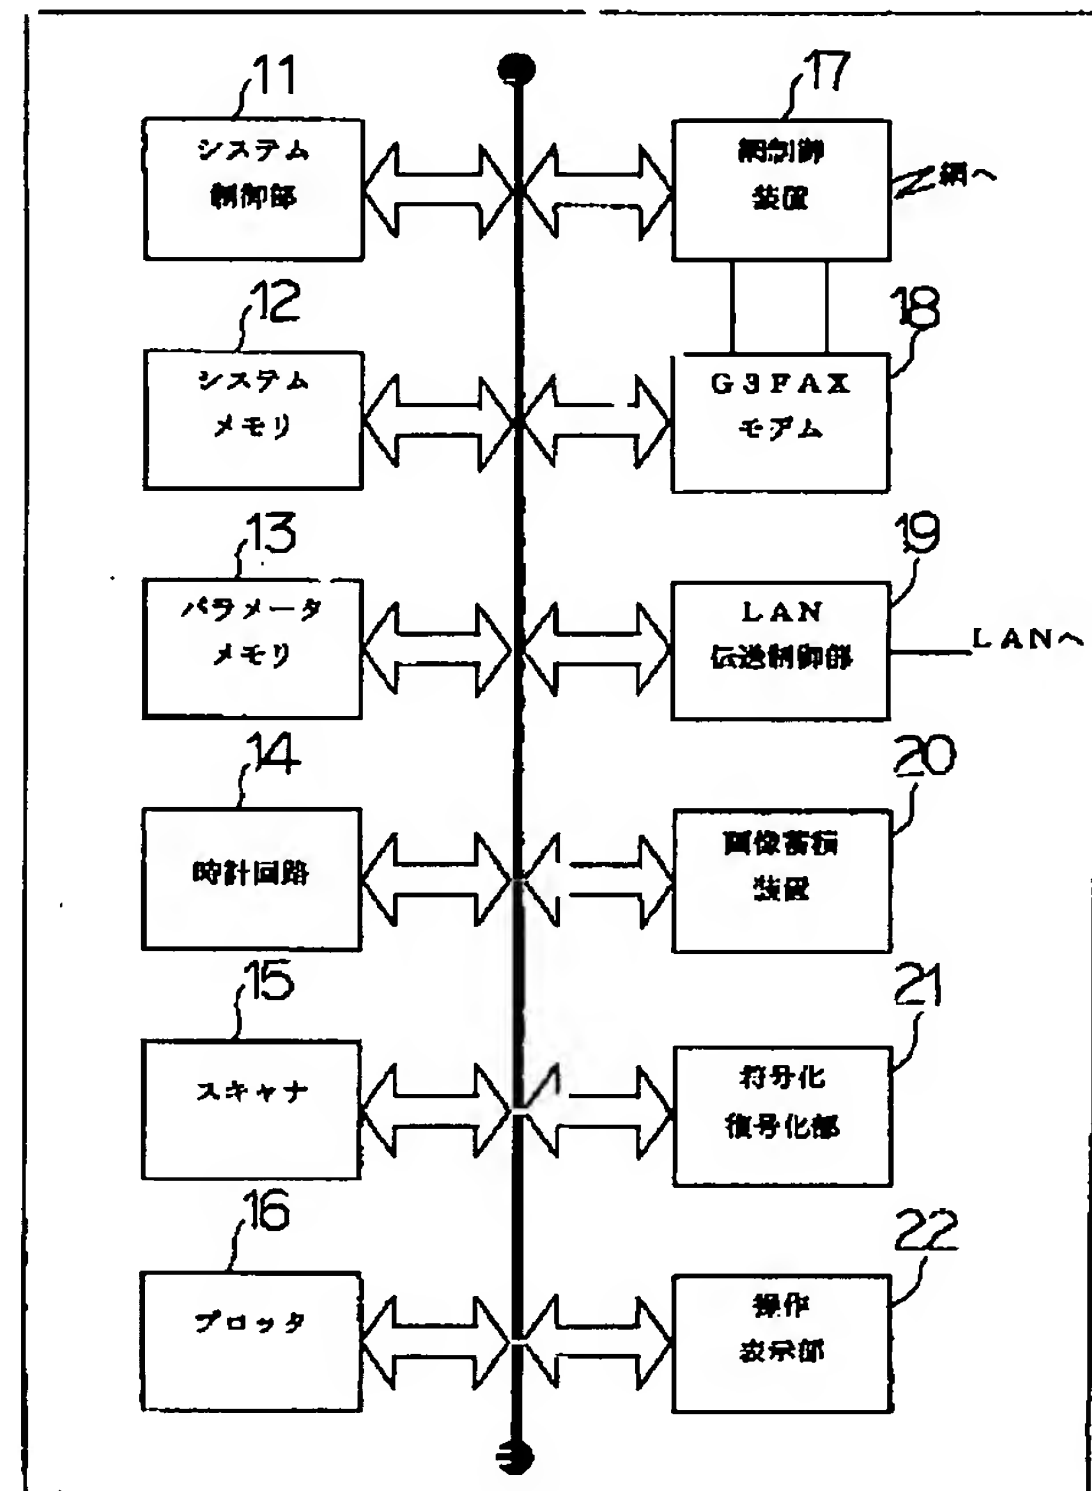 11
システム
制御部
12
システム
メモリ
13
パラメータ
メモリ
14
時計回路
15
スキャナ
16
プロッタ
17
網制御
装置
網へ
18
G3FAX
モデム
19
LAN
伝送制御部
LANへ
20
画像蓄積
装置
21
符号化
復号化部
22
操作
表示部